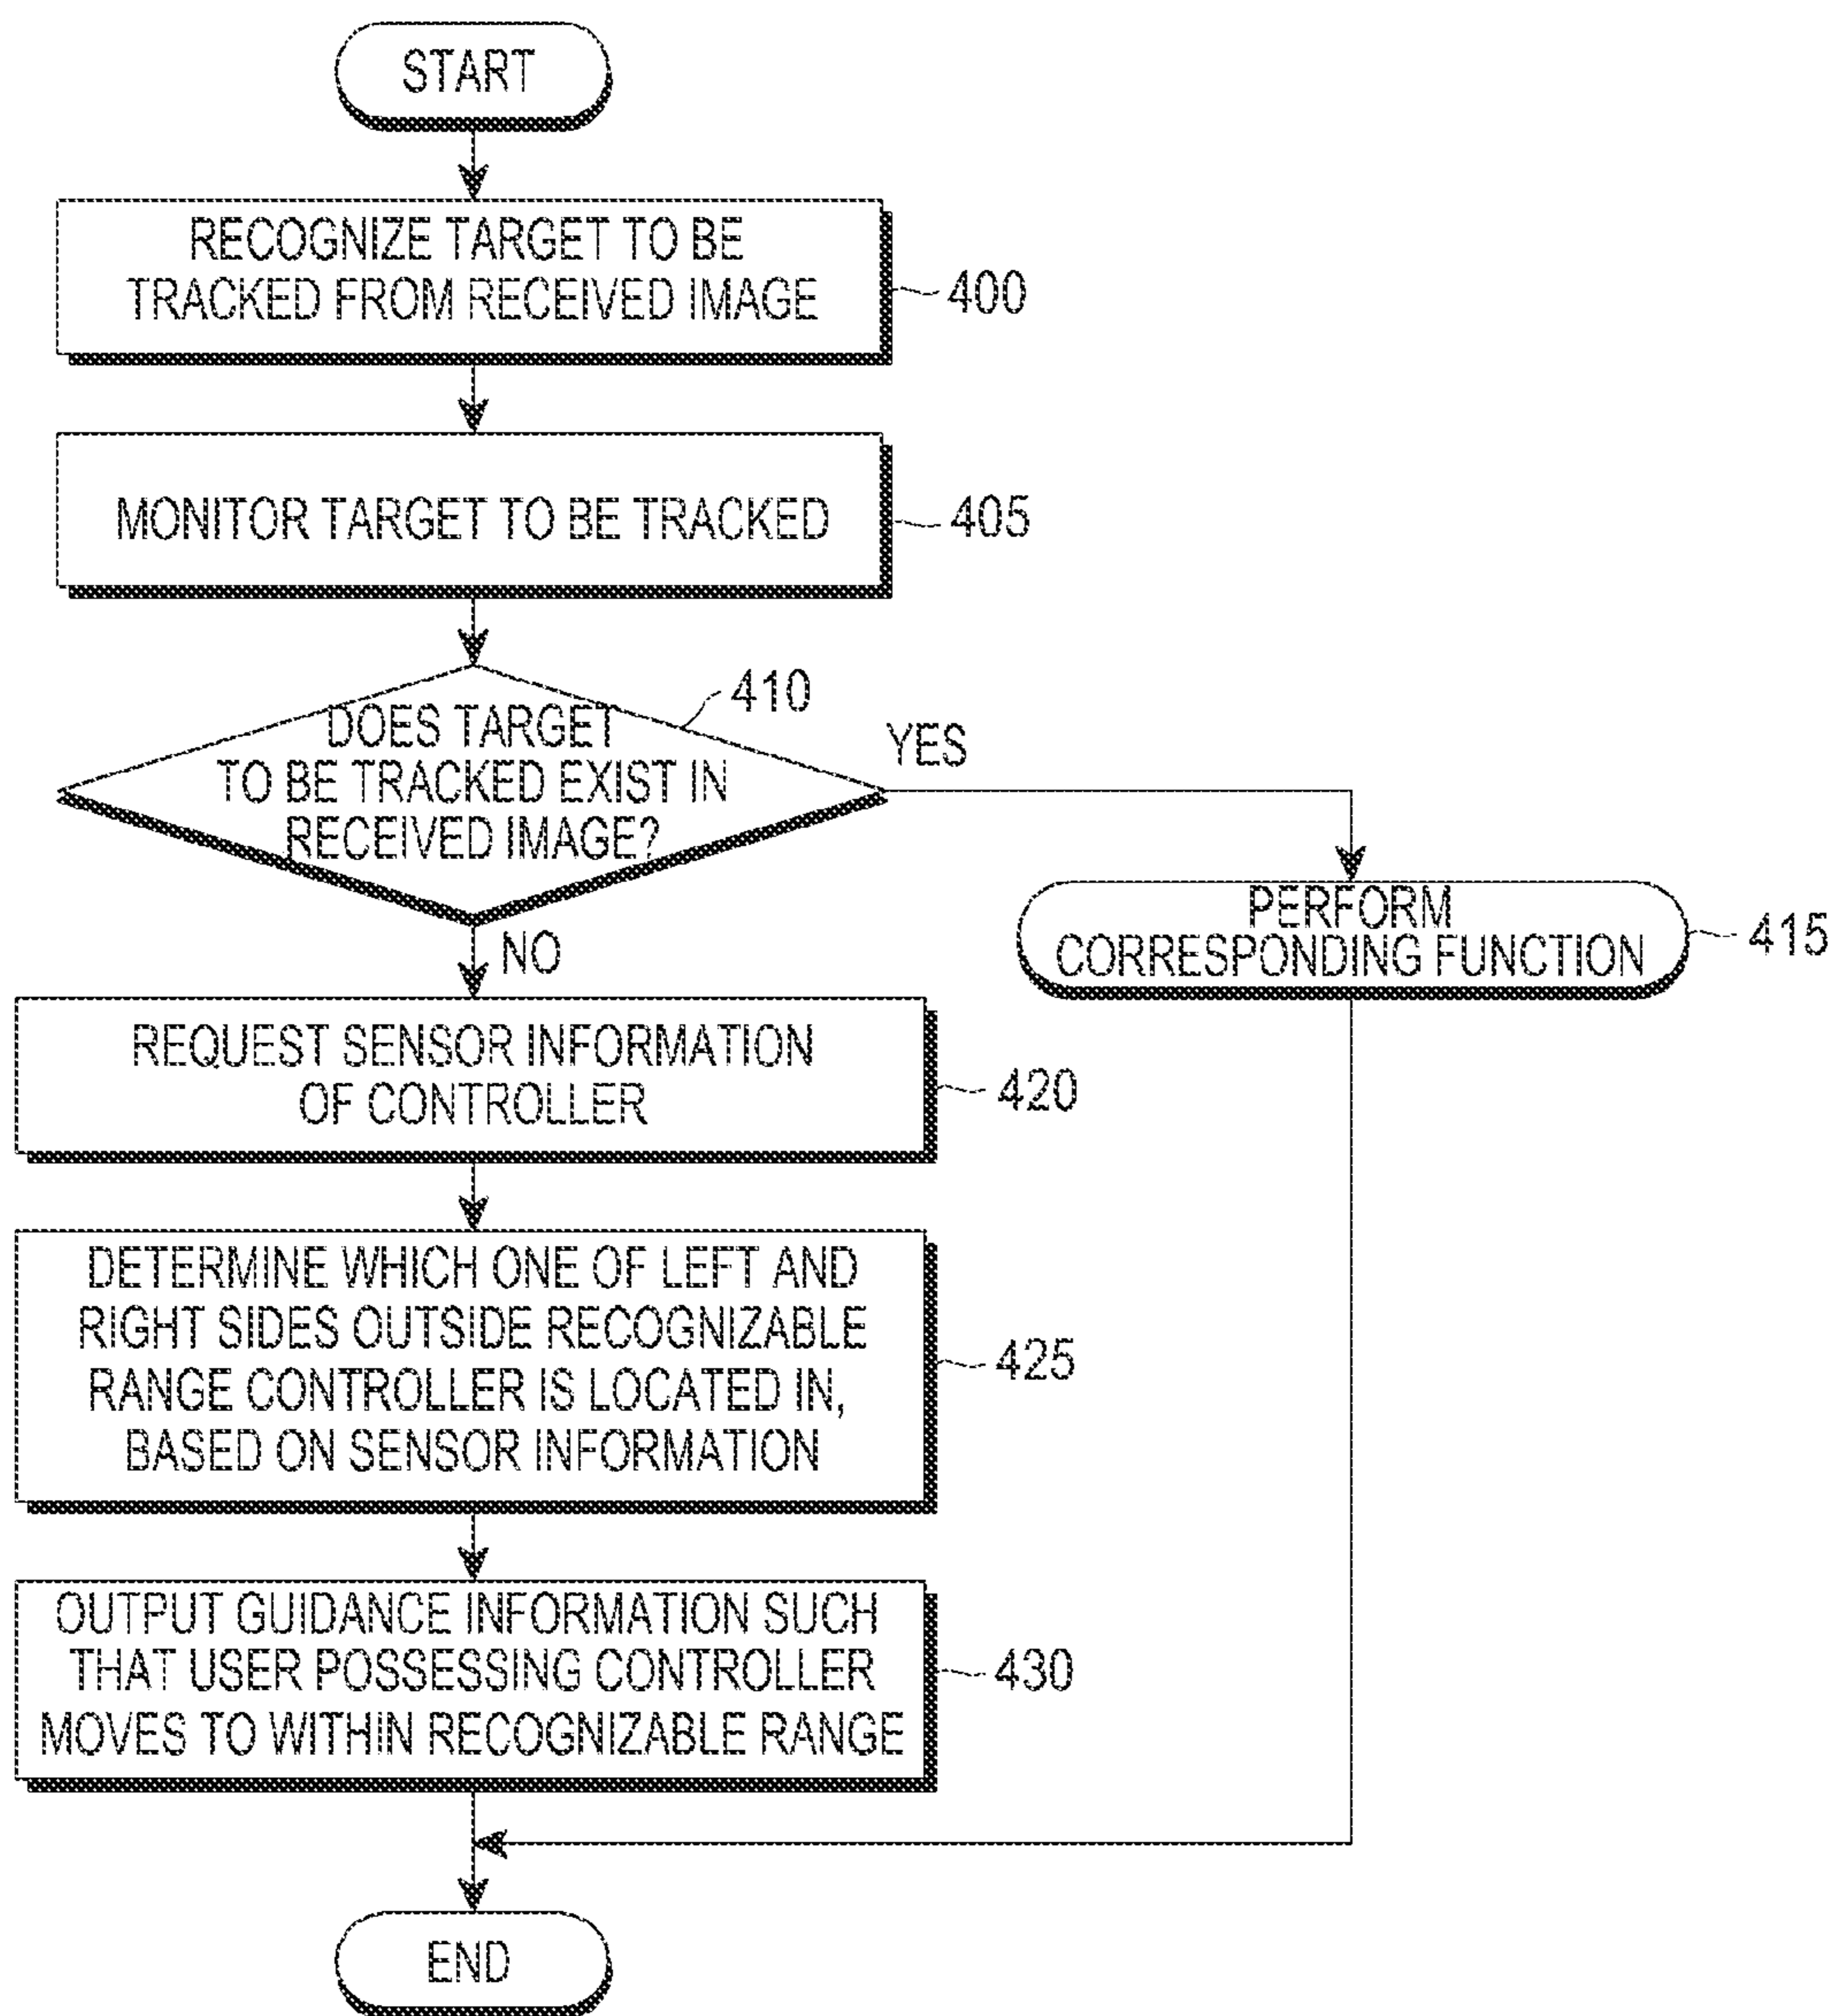 START
RECOGNIZE TARGET TO BE
TRACKED FROM RECEIVED IMAGE
400
MONITOR TARGET TO BE TRACKED
405
410
DOES TARGET
TO BE TRACKED EXIST IN
RECEIVED IMAGE?
YES
NO
PERFORM
CORRESPONDING FUNCTION
415
REQUEST SENSOR INFORMATION
OF CONTROLLER
420
DETERMINE WHICH ONE OF LEFT AND
RIGHT SIDES OUTSIDE RECOGNIZABLE
RANGE CONTROLLER IS LOCATED IN,
BASED ON SENSOR INFORMATION
425
OUTPUT GUIDANCE INFORMATION SUCH
THAT USER POSSESSING CONTROLLER
MOVES TO WITHIN RECOGNIZABLE RANGE
430
END